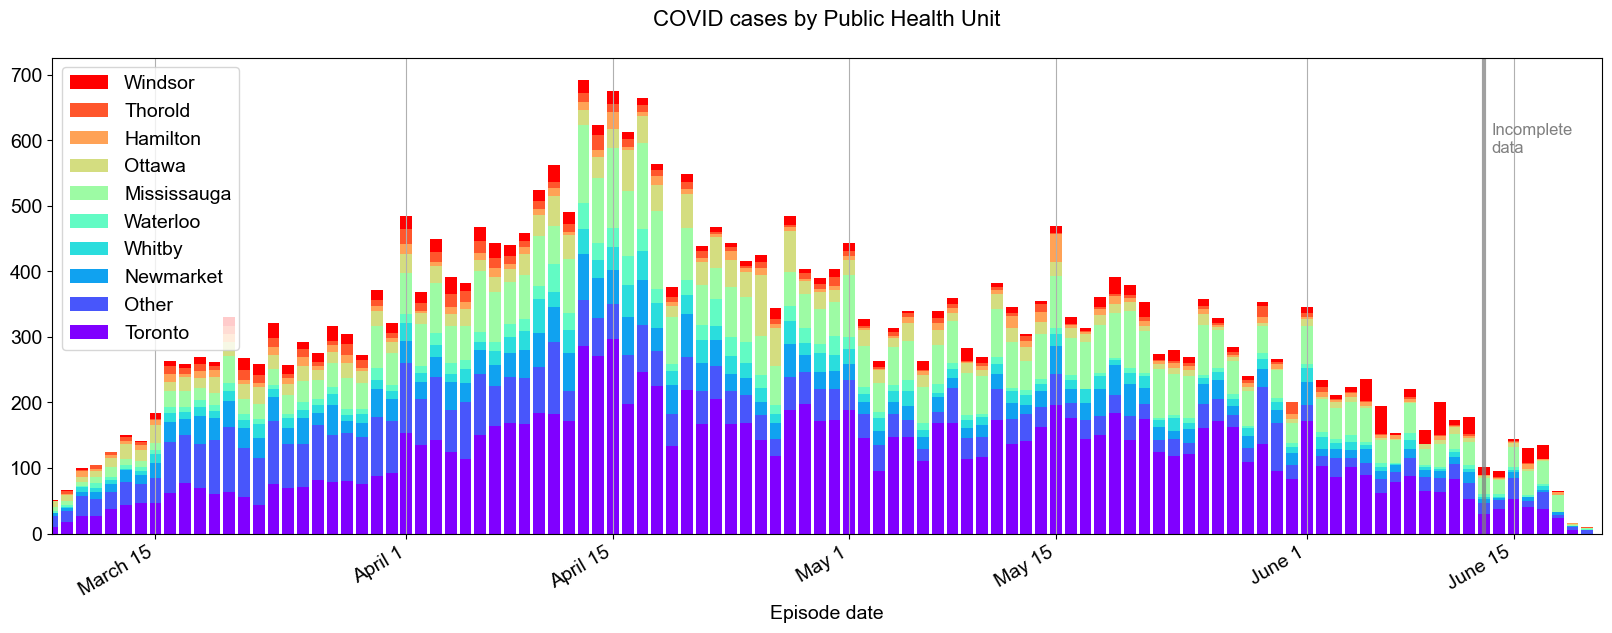 COVID cases by Public Health Unit
700
600
500
400
300
200
100
0
Windsor
Thorold
Hamilton
Ottawa
Mississauga
Waterloo
Whitby
Newmarket
Other
Toronto
Incomplete
data
March 15
April 1
April 15
May 1
May 15
June 1
June 15
Episode date